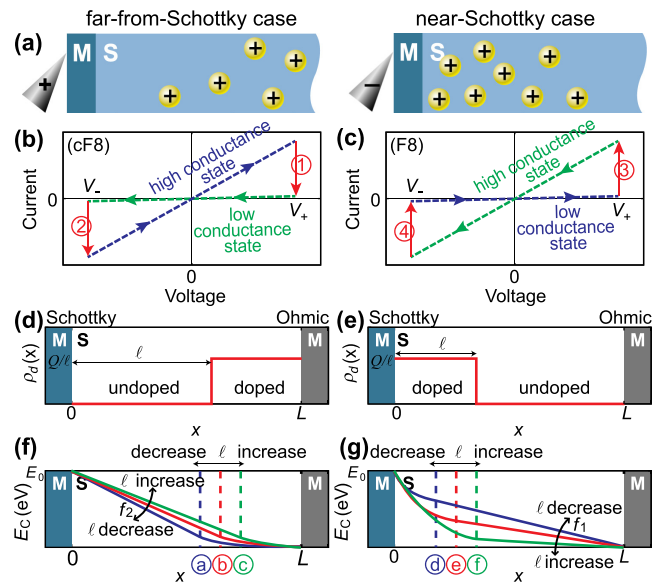 far-from-Schottky case
near-Schottky case
(a)
M
S
+
+
+
+
+
+
M
S
−
+
+
+
+
+
+
+
+
(b)
(cF8)
Current
0
V₋
V₊
high conductance
state
low
conductance
state
①
②
0
Voltage
(c)
(F8)
Current
0
V₋
V₊
high conductance
state
low
conductance
state
③
④
0
Voltage
(d)
Schottky
Ohmic
M
S
M
Q/ℓ
ρd(x)
ℓ
undoped
doped
0
x
L
(e)
Schottky
Ohmic
M
S
M
Q/ℓ
ρd(x)
ℓ
doped
undoped
0
x
L
(f)
decrease ℓ increase
E₀
M
S
M
EC (eV)
ℓ increase
f₂
ℓ decrease
0
x
L
ⓐ ⓑ ⓒ
(g)
decrease ℓ increase
E₀
M
S
M
EC (eV)
ℓ decrease
f₁
ℓ increase
0
x
L
ⓓ ⓔ ⓕ